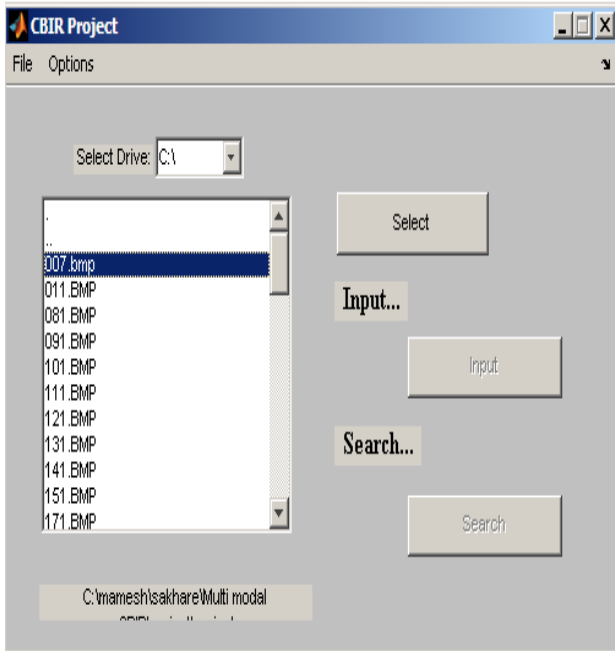 CBIR Project
File Options
Select Drive: C:\
.
..
007.bmp
011.BMP
081.BMP
091.BMP
101.BMP
111.BMP
121.BMP
131.BMP
141.BMP
151.BMP
171.BMP
Select
Input...
Input
Search...
Search
C:\mamesh\sakhare\Multi modal